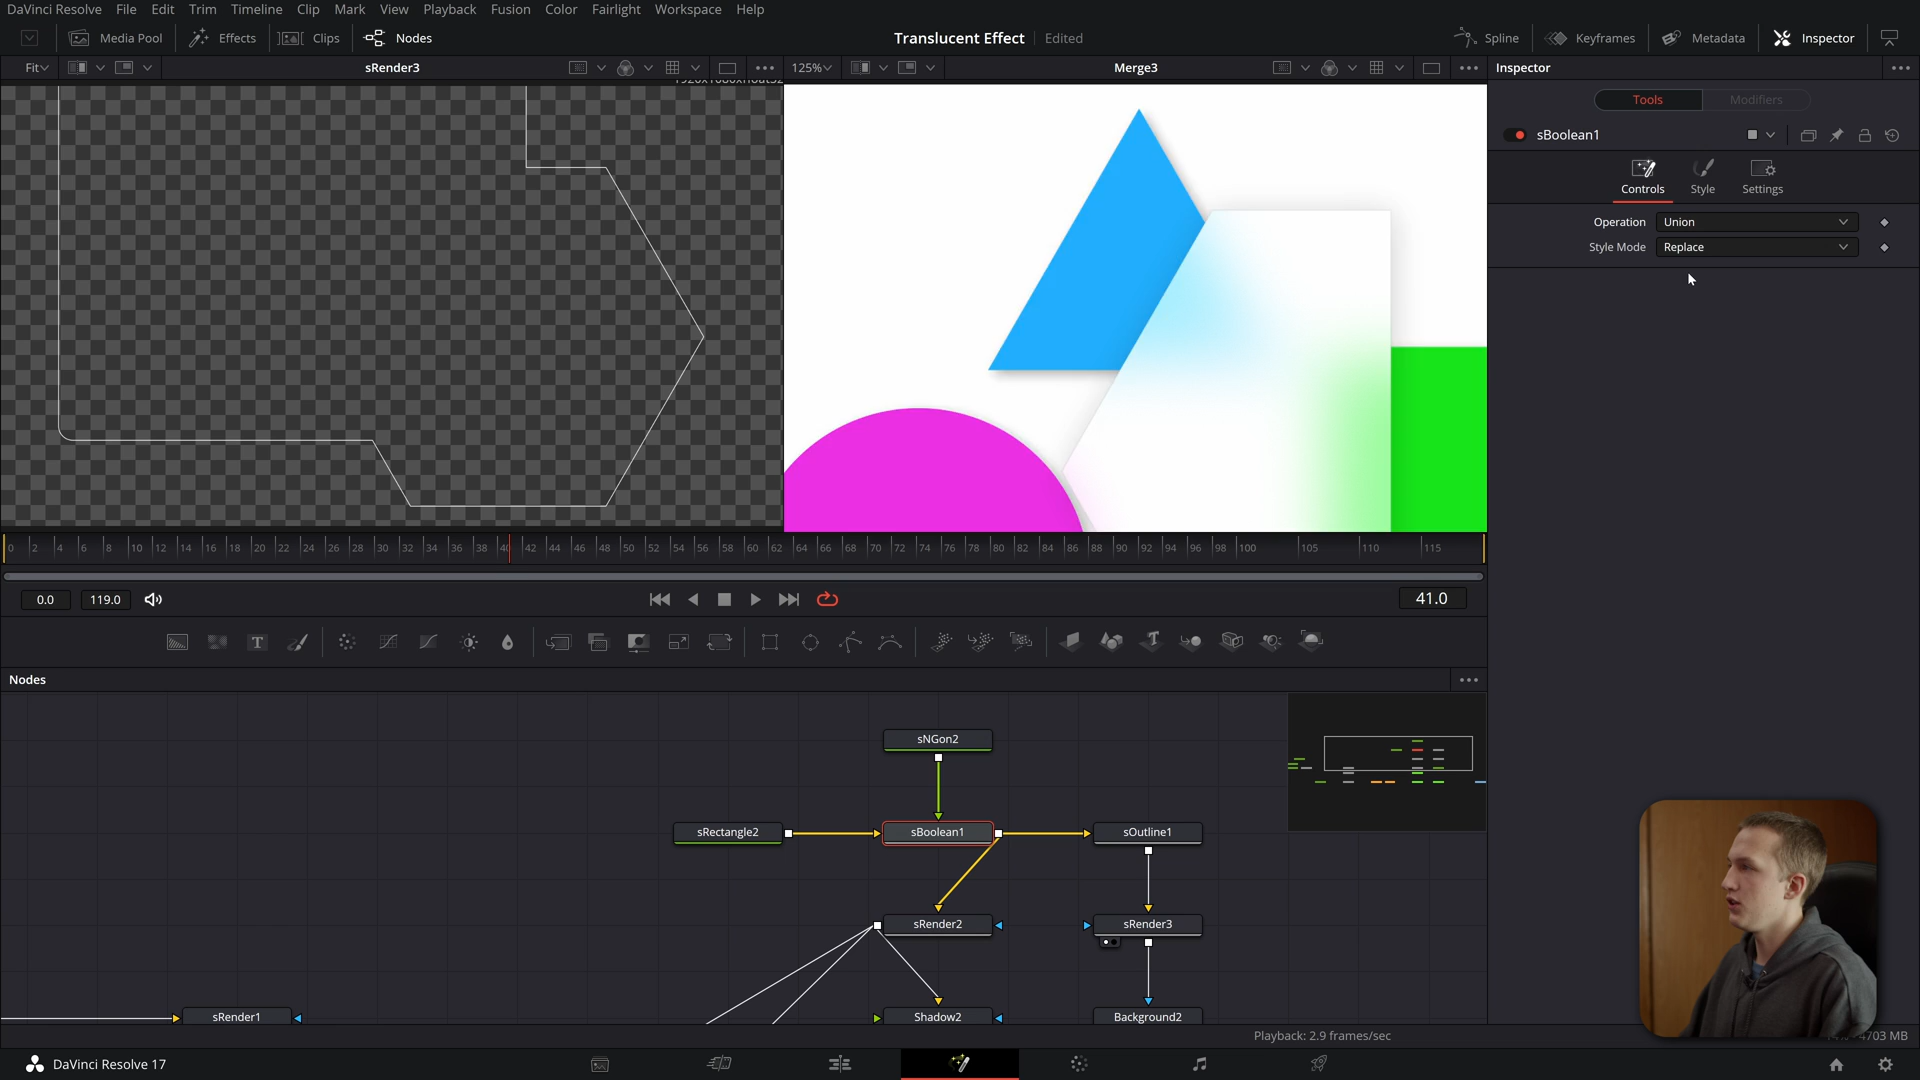 DaVinci Resolve File Edit Trim Timeline Clip Mark View Playback Fusion Color Fairlight Workspace Help
Media Pool Effects Clips Nodes
Translucent Effect Edited
Spline Keyframes Metadata Inspector
Fit sRender3
125% Merge3
Inspector
Tools Modifiers
sBoolean1
Controls Style Settings
Operation Union
Style Mode Replace
0 2 4 6 8 10 12 14 16 18 20 22 24 26 28 30 32 34 36 38 40 42 44 46 48 50 52 54 56 58 60 62 64 66 68 70 72 74 76 78 80 82 84 86 88 90 92 94 96 98 100 105 110 115
0.0 119.0 41.0
T
Nodes
sNGon2
sRectangle2 sBoolean1 sOutline1
sRender2 sRender3
sRender1 Shadow2 Background2
Playback: 2.9 frames/sec
4703 MB
DaVinci Resolve 17